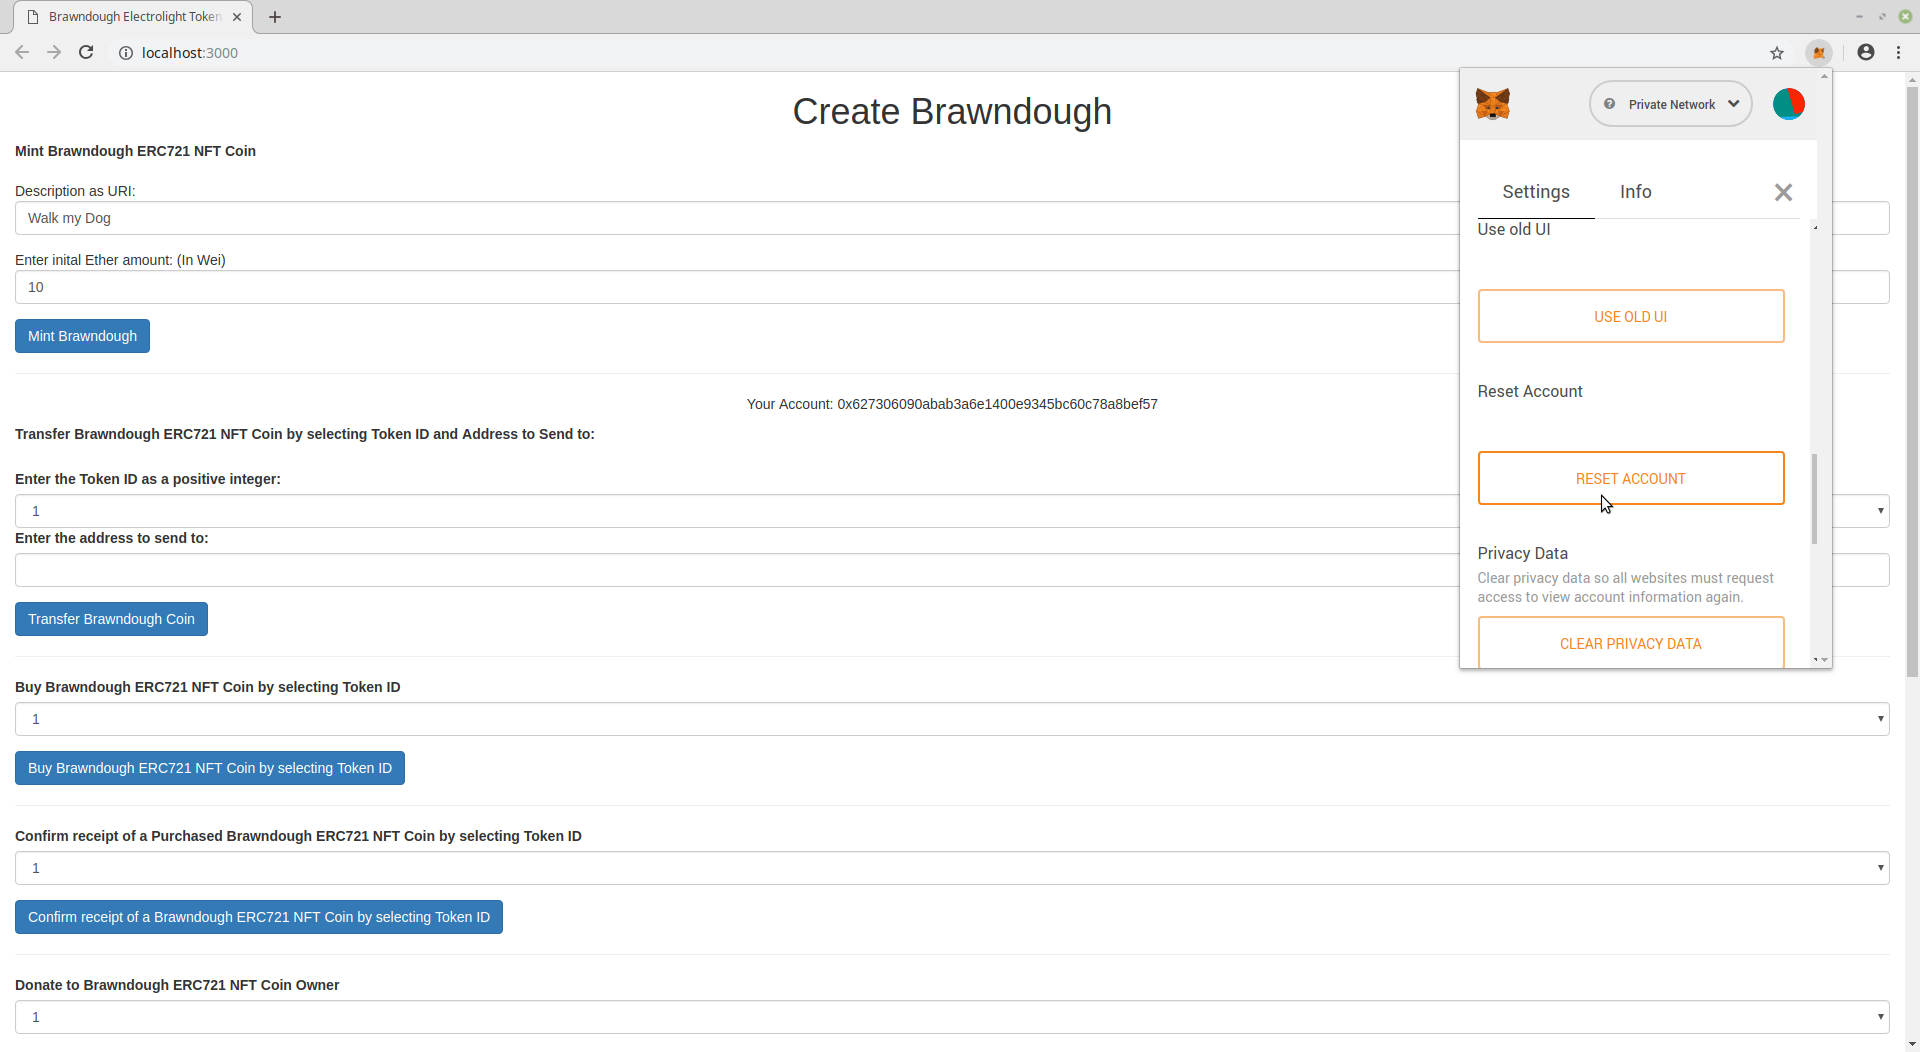 Brawndough Electrolight Token
localhost:3000
Create Brawndough
Mint Brawndough ERC721 NFT Coin
Description as URI:
Walk my Dog
Enter inital Ether amount: (In Wei)
10
Mint Brawndough
Your Account: 0x627306090abab3a6e1400e9345bc60c78a8bef57
Transfer Brawndough ERC721 NFT Coin by selecting Token ID and Address to Send to:
Enter the Token ID as a positive integer:
1
Enter the address to send to:
Transfer Brawndough Coin
Buy Brawndough ERC721 NFT Coin by selecting Token ID
1
Buy Brawndough ERC721 NFT Coin by selecting Token ID
Confirm receipt of a Purchased Brawndough ERC721 NFT Coin by selecting Token ID
1
Confirm receipt of a Brawndough ERC721 NFT Coin by selecting Token ID
Donate to Brawndough ERC721 NFT Coin Owner
1
Private Network
Settings Info
Use old UI
USE OLD UI
Reset Account
RESET ACCOUNT
Privacy Data
Clear privacy data so all websites must request
access to view account information again.
CLEAR PRIVACY DATA